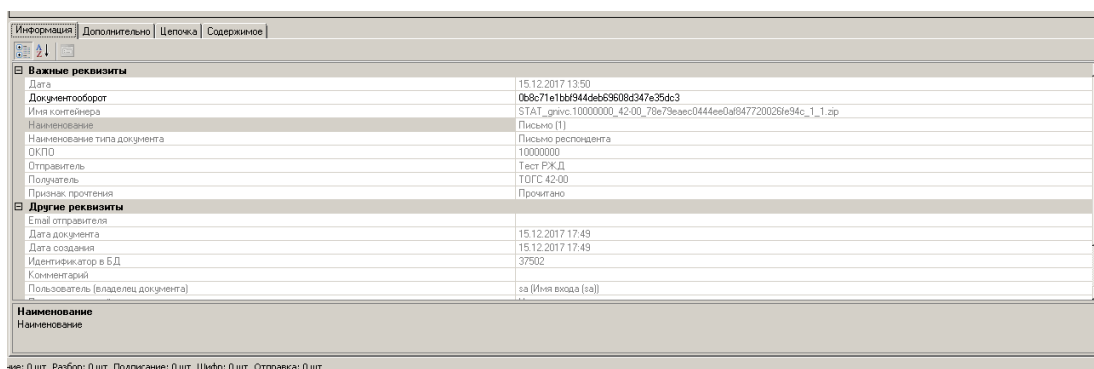 Информация Дополнительно Цепочка Содержимое
Важные реквизиты
Дата 15.12.2017 13:50
Документооборот 0b8c71e1bbf944deb69608d347e35dc3
Имя контейнера STAT_gnivc.10000000_42-00_78e79eaec0444ee0af847720026fe94c_1_1.zip
Наименование Письмо (1)
Наименование типа документа Письмо респондента
ОКПО 10000000
Отправитель Тест РЖД
Получатель ТОГС 42-00
Признак прочтения Прочитано
Другие реквизиты
Email отправителя
Дата документа 15.12.2017 17:49
Дата создания 15.12.2017 17:49
Идентификатор в БД 37502
Комментарий
Пользователь (владелец документа) sa (Имя входа (sa))
Наименование
Наименование
0 шт Разбор: 0 шт Подписание: 0 шт Шифр: 0 шт Отправка: 0 шт